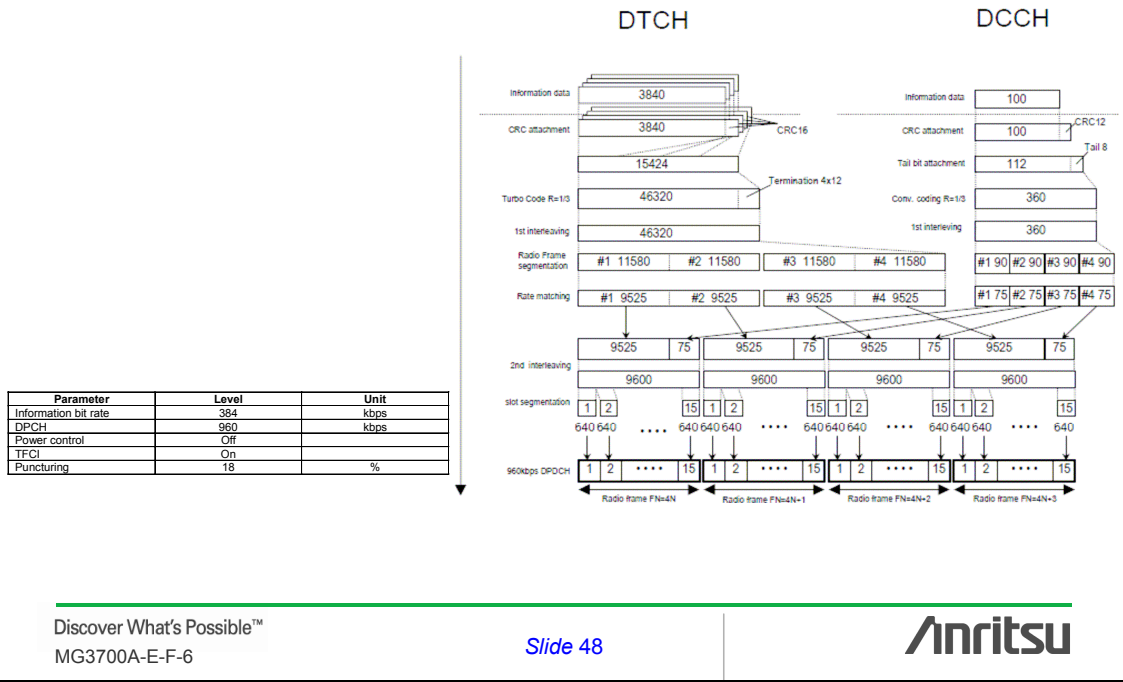 DTCH
DCCH
Information data
3840
Information data
100
CRC attachment
3840
CRC16
CRC attachment
100
CRC12
15424
Tail bit attachment
112
Tail 8
Termination 4x12
Turbo Code R=1/3
46320
Conv. coding R=1/3
360
1st interleaving
46320
1st interleving
360
Radio Frame
segmentation
#1 11580 #2 11580 #3 11580 #4 11580
#1 90 #2 90 #3 90 #4 90
Rate matching
#1 9525 #2 9525 #3 9525 #4 9525
#1 75 #2 75 #3 75 #4 75
9525 75 9525 75 9525 75 9525 75
2nd interleaving
9600 9600 9600 9600
slot segmentation
1 2 15 1 2 15 1 2 15 1 2 15
640 640 .... 640 640 640 .... 640 640 640 .... 640 640 640 .... 640
960kbps DPDCH
1 2 .... 15 1 2 .... 15 1 2 .... 15 1 2 .... 15
Radio frame FN=4N Radio frame FN=4N+1 Radio frame FN=4N+2 Radio frame FN=4N+3
Parameter Level Unit
Information bit rate 384 kbps
DPCH 960 kbps
Power control Off
TFCI On
Puncturing 18 %
Discover What's Possible™
MG3700A-E-F-6
Slide 48
Anritsu